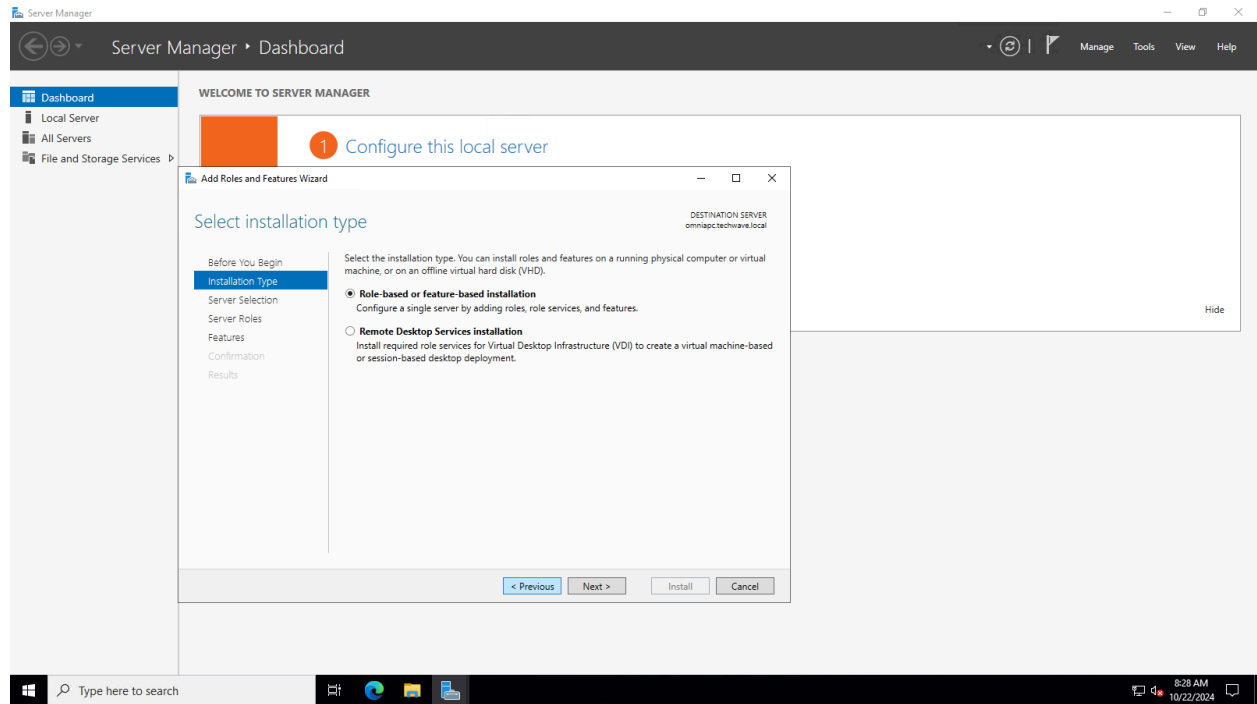 Server Manager
Server Manager • Dashboard
Manage Tools View Help
Dashboard
Local Server
All Servers
File and Storage Services
WELCOME TO SERVER MANAGER
1 Configure this local server
Hide
Add Roles and Features Wizard
Select installation type
DESTINATION SERVER
omniapc.techwave.local
Before You Begin
Installation Type
Server Selection
Server Roles
Features
Confirmation
Results
Select the installation type. You can install roles and features on a running physical computer or virtual
machine, or on an offline virtual hard disk (VHD).
Role-based or feature-based installation
Configure a single server by adding roles, role services, and features.
Remote Desktop Services installation
Install required role services for Virtual Desktop Infrastructure (VDI) to create a virtual machine-based
or session-based desktop deployment.
< Previous Next > Install Cancel
Type here to search
8:28 AM
10/22/2024